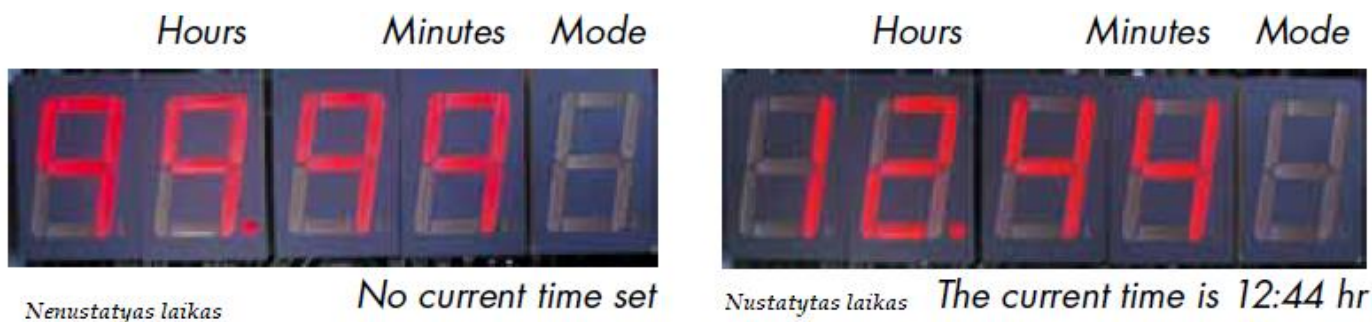 Hours Minutes Mode
99.99
Nenustatyas laikas No current time set
Hours Minutes Mode
12.44
Nustatytas laikas The current time is 12:44 hr